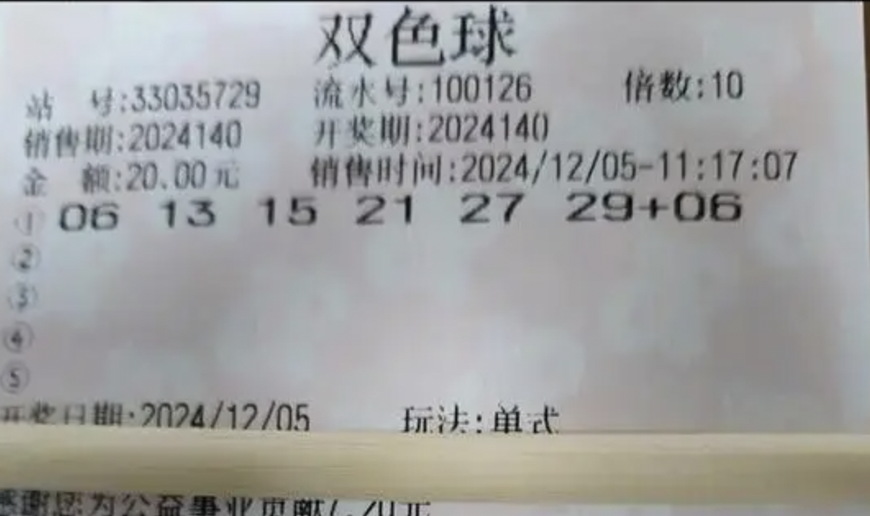 双色球
站 号:33035729 流水号:100126 倍数:10
销售期:2024140 开奖期:2024140
金 额:20.00元 销售时间:2024/12/05-11:17:07
① 06 13 15 21 27 29+06
②
③
④
⑤
开奖日期:2024/12/05 玩法:单式
感谢您为公益事业贡献7.20元